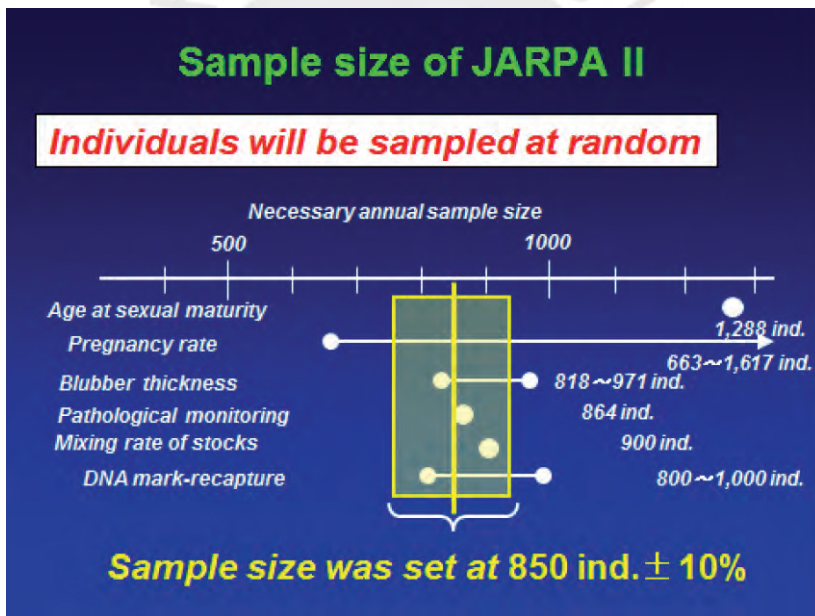 Sample size of JARPA II
Individuals will be sampled at random
Necessary annual sample size
500 1000
Age at sexual maturity
1,288 ind.
Pregnancy rate
663～1,617 ind.
Blubber thickness 818～971 ind.
Pathological monitoring 864 ind.
Mixing rate of stocks 900 ind.
DNA mark-recapture 800～1,000 ind.
Sample size was set at 850 ind.± 10%